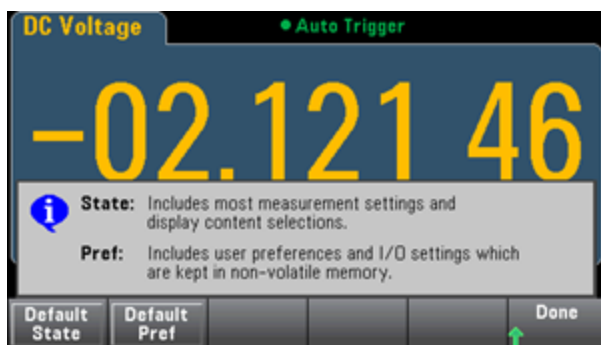 DC Voltage
Auto Trigger
-02.121 46
State: Includes most measurement settings and
display content selections.
Pref: Includes user preferences and I/O settings which
are kept in non-volatile memory.
Default State
Default Pref
Done